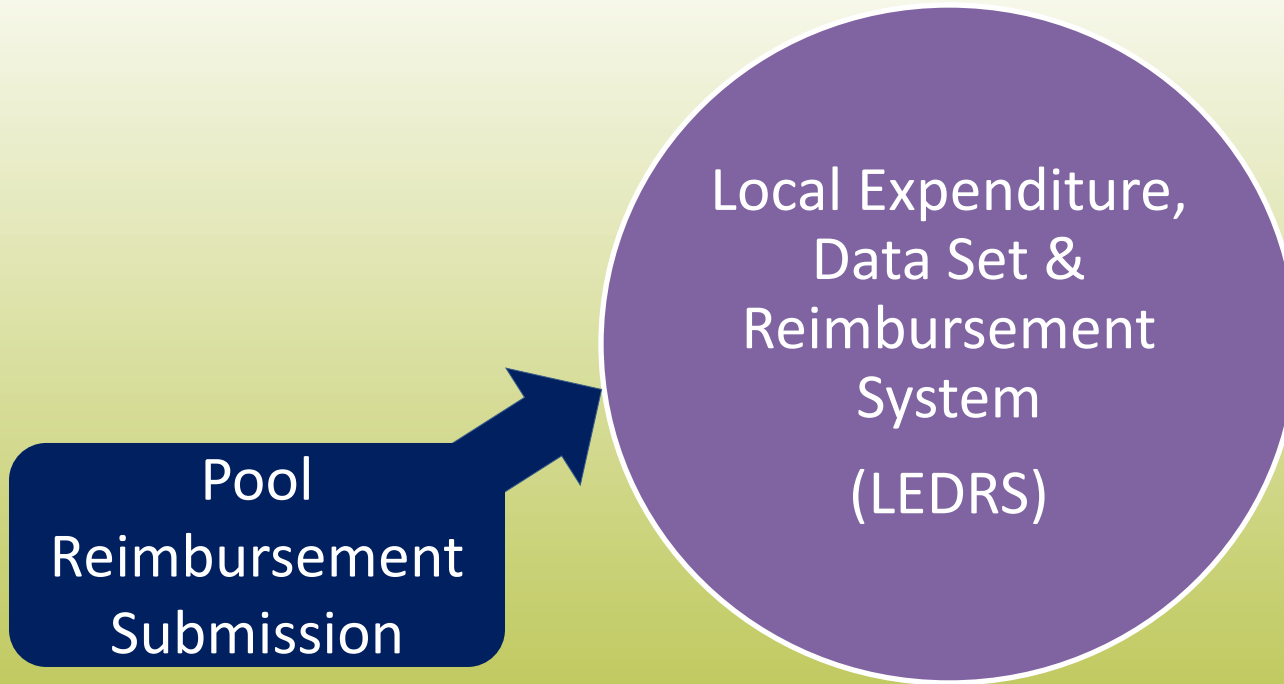 Local Expenditure,
Data Set &
Reimbursement
System
(LEDRS)
Pool
Reimbursement
Submission